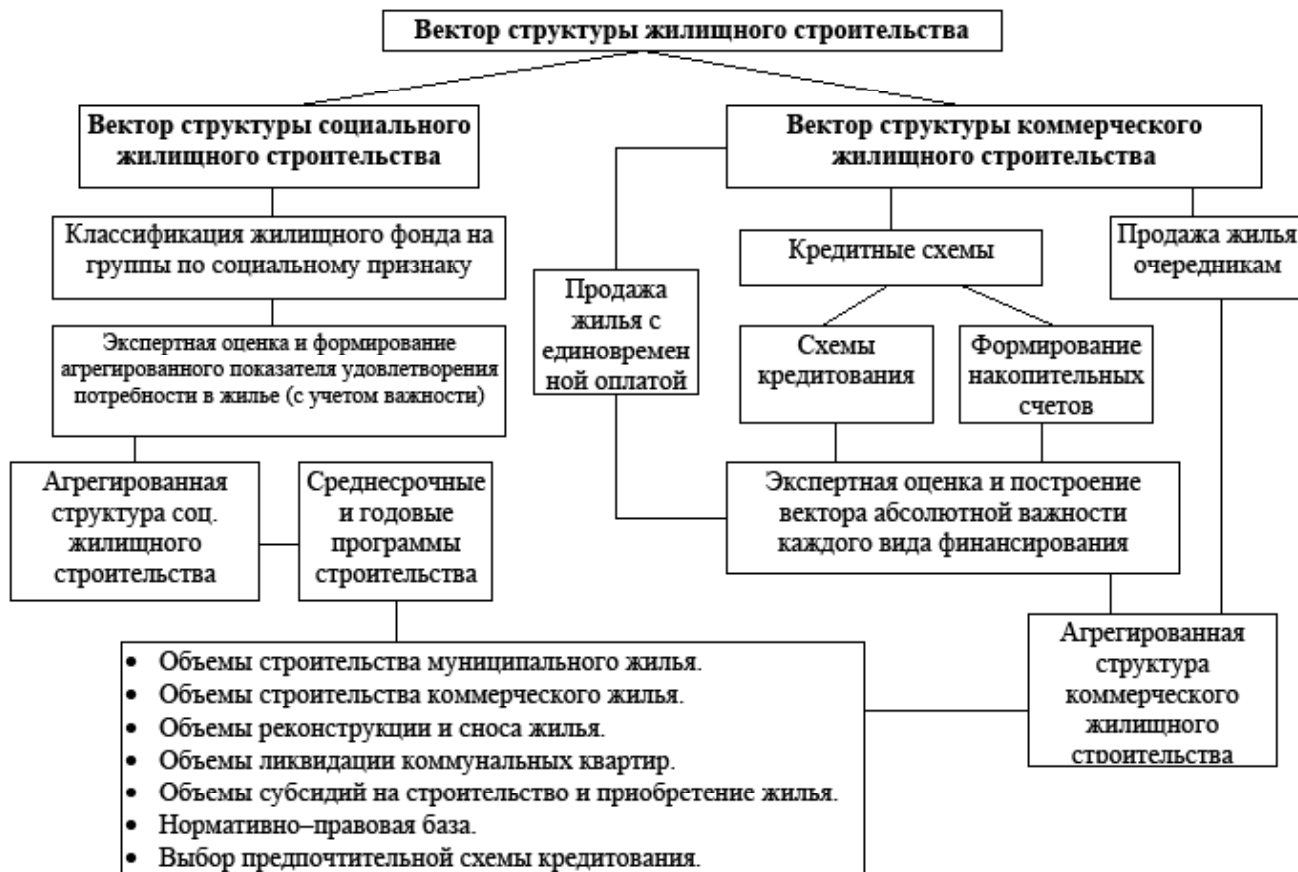 Вектор структуры жилищного строительства
Вектор структуры социального
жилищного строительства
Вектор структуры коммерческого
жилищного строительства
Классификация жилищного фонда на
группы по социальному признаку
Экспертная оценка и формирование
агрегированного показателя удовлетворения
потребности в жилье (с учетом важности)
Агрегированная
структура соц.
жилищного
строительства
Среднесрочные
и годовые
программы
строительства
Продажа
жилья с
единовремен
ной оплатой
Кредитные схемы
Продажа жилья
очередникам
Схемы
кредитования
Формирование
накопительных
счетов
Экспертная оценка и построение
вектора абсолютной важности
каждого вида финансирования
Агрегированная
структура
коммерческого
жилищного
строительства
• Объемы строительства муниципального жилья.
• Объемы строительства коммерческого жилья.
• Объемы реконструкции и сноса жилья.
• Объемы ликвидации коммунальных квартир.
• Объемы субсидий на строительство и приобретение жилья.
• Нормативно–правовая база.
• Выбор предпочтительной схемы кредитования.